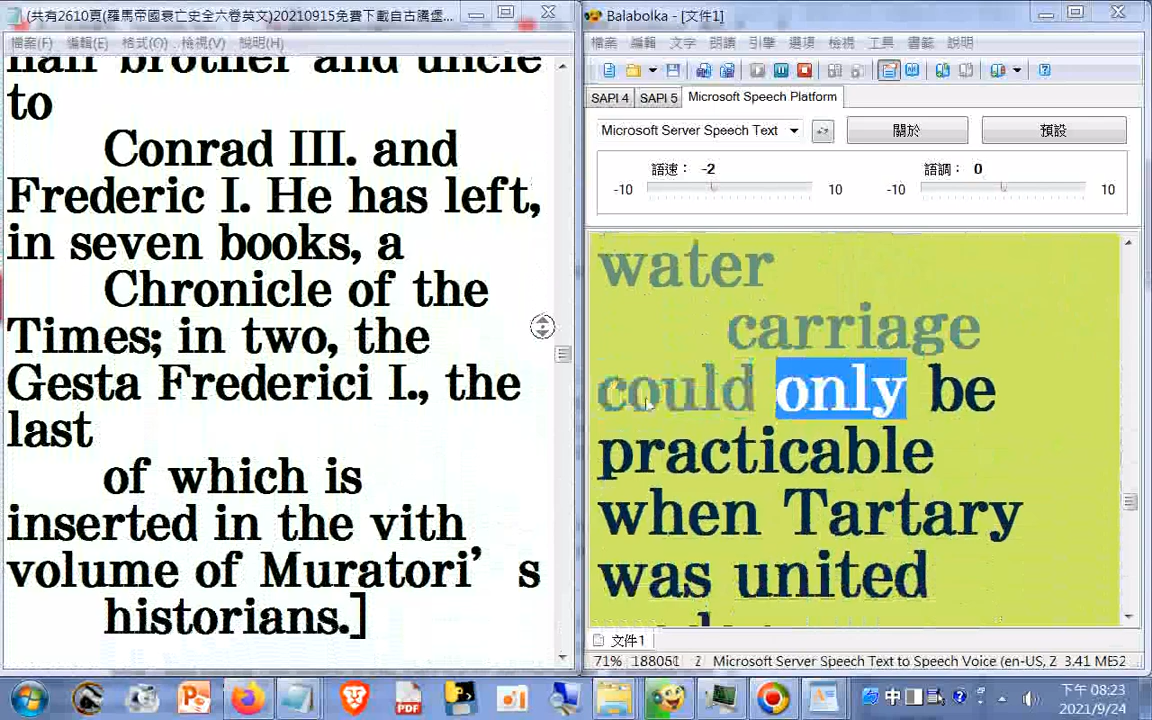 (共有2610頁(羅馬帝國衰亡史全六卷英文)20210915免費下載自古騰堡...
檔案(F) 編輯(E) 格式(O) 檢視(V) 說明(H)
half brother and uncle
to
Conrad III. and
Frederic I. He has left,
in seven books, a
Chronicle of the
Times; in two, the
Gesta Frederici I., the
last
of which is
inserted in the vith
volume of Muratori’s
historians.]
Balabolka - [文件1]
檔案 編輯 文字 朗讀 引擎 選項 檢視 工具 書籤 說明
SAPI 4 SAPI 5 Microsoft Speech Platform
Microsoft Server Speech Text 關於 預設
語速: -2 語調: 0
-10 10 -10 10
water
carriage
could only be
practicable
when Tartary
was united
文件1
71% 188051 Microsoft Server Speech Text to Speech Voice (en-US, Z 3.41 ME52
中 下午 08:23
2021/9/24